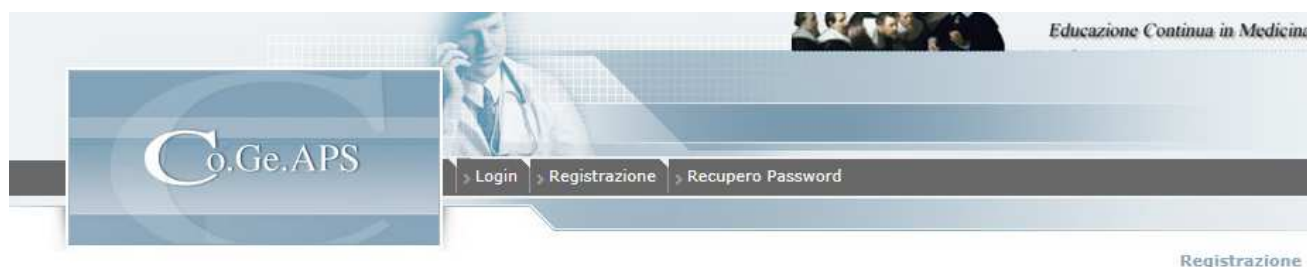 Educazione Continua in Medicina
Co.Ge.APS
Login Registrazione Recupero Password
Registrazione